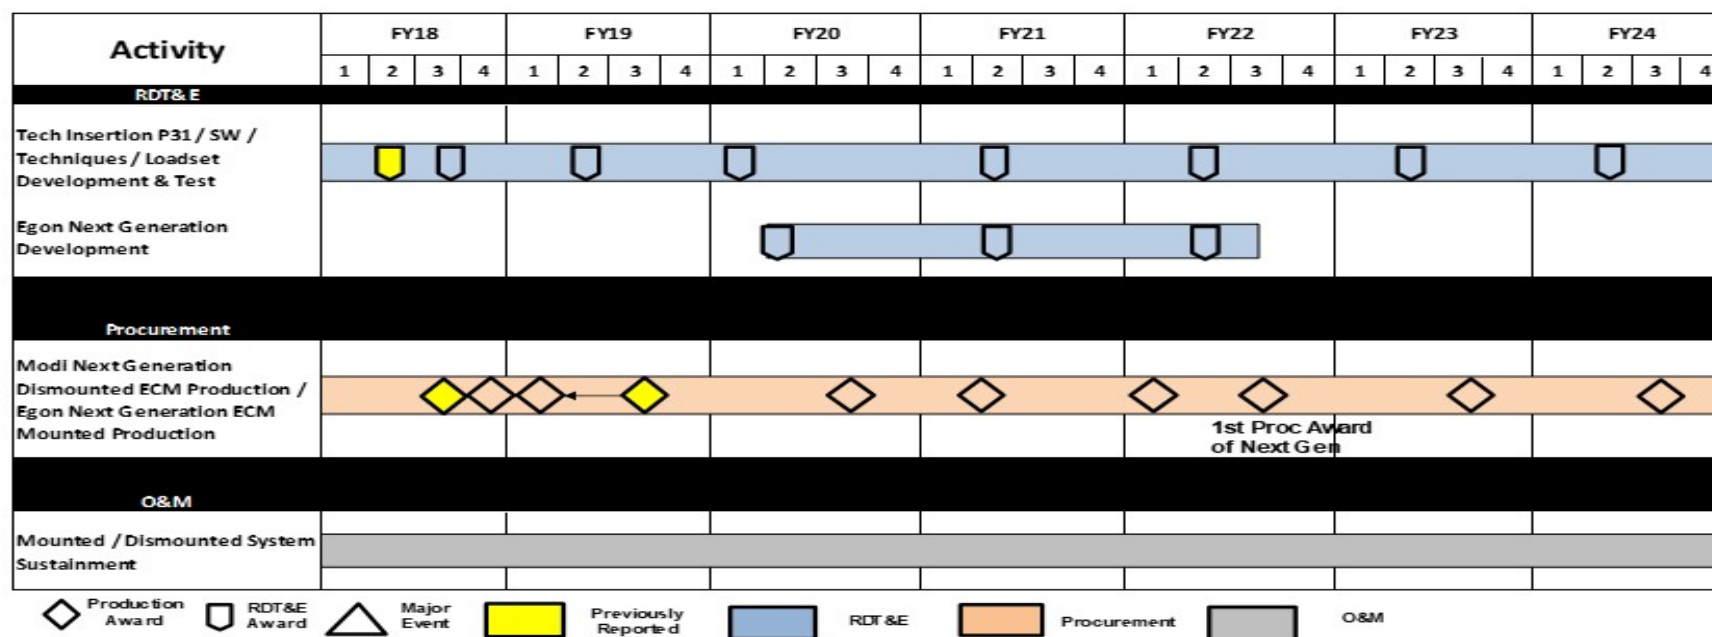 Activity
FY18 FY19 FY20 FY21 FY22 FY23 FY24
1 2 3 4 1 2 3 4 1 2 3 4 1 2 3 4 1 2 3 4 1 2 3 4 1 2 3 4
RDT&E
Tech Insertion P31 / SW /
Techniques / Loadset
Development & Test
Egon Next Generation
Development
Procurement
Modi Next Generation
Dismounted ECM Production /
Egon Next Generation ECM
Mounted Production
1st Proc Award
of Next Gen
O&M
Mounted / Dismounted System
Sustainment
Production
Award
RDT&E
Award
Major
Event
Previously
Reported
RDT&E
Procurement
O&M